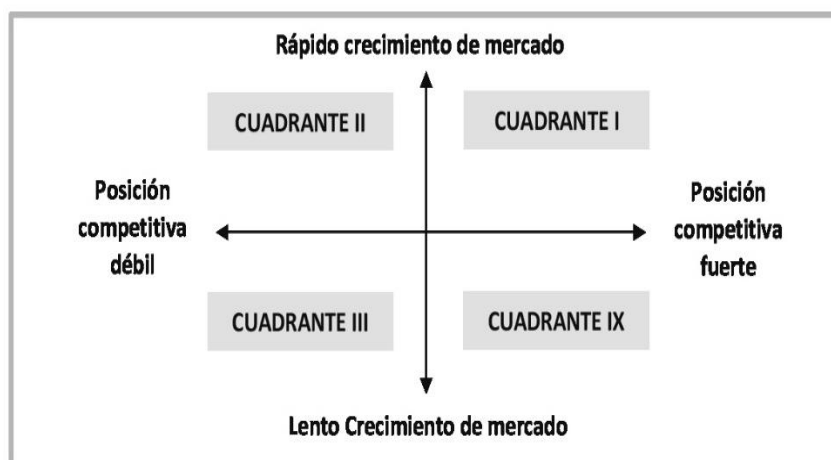 Rápido crecimiento de mercado
CUADRANTE II
CUADRANTE I
Posición
competitiva
débil
Posición
competitiva
fuerte
CUADRANTE III
CUADRANTE IX
Lento Crecimiento de mercado